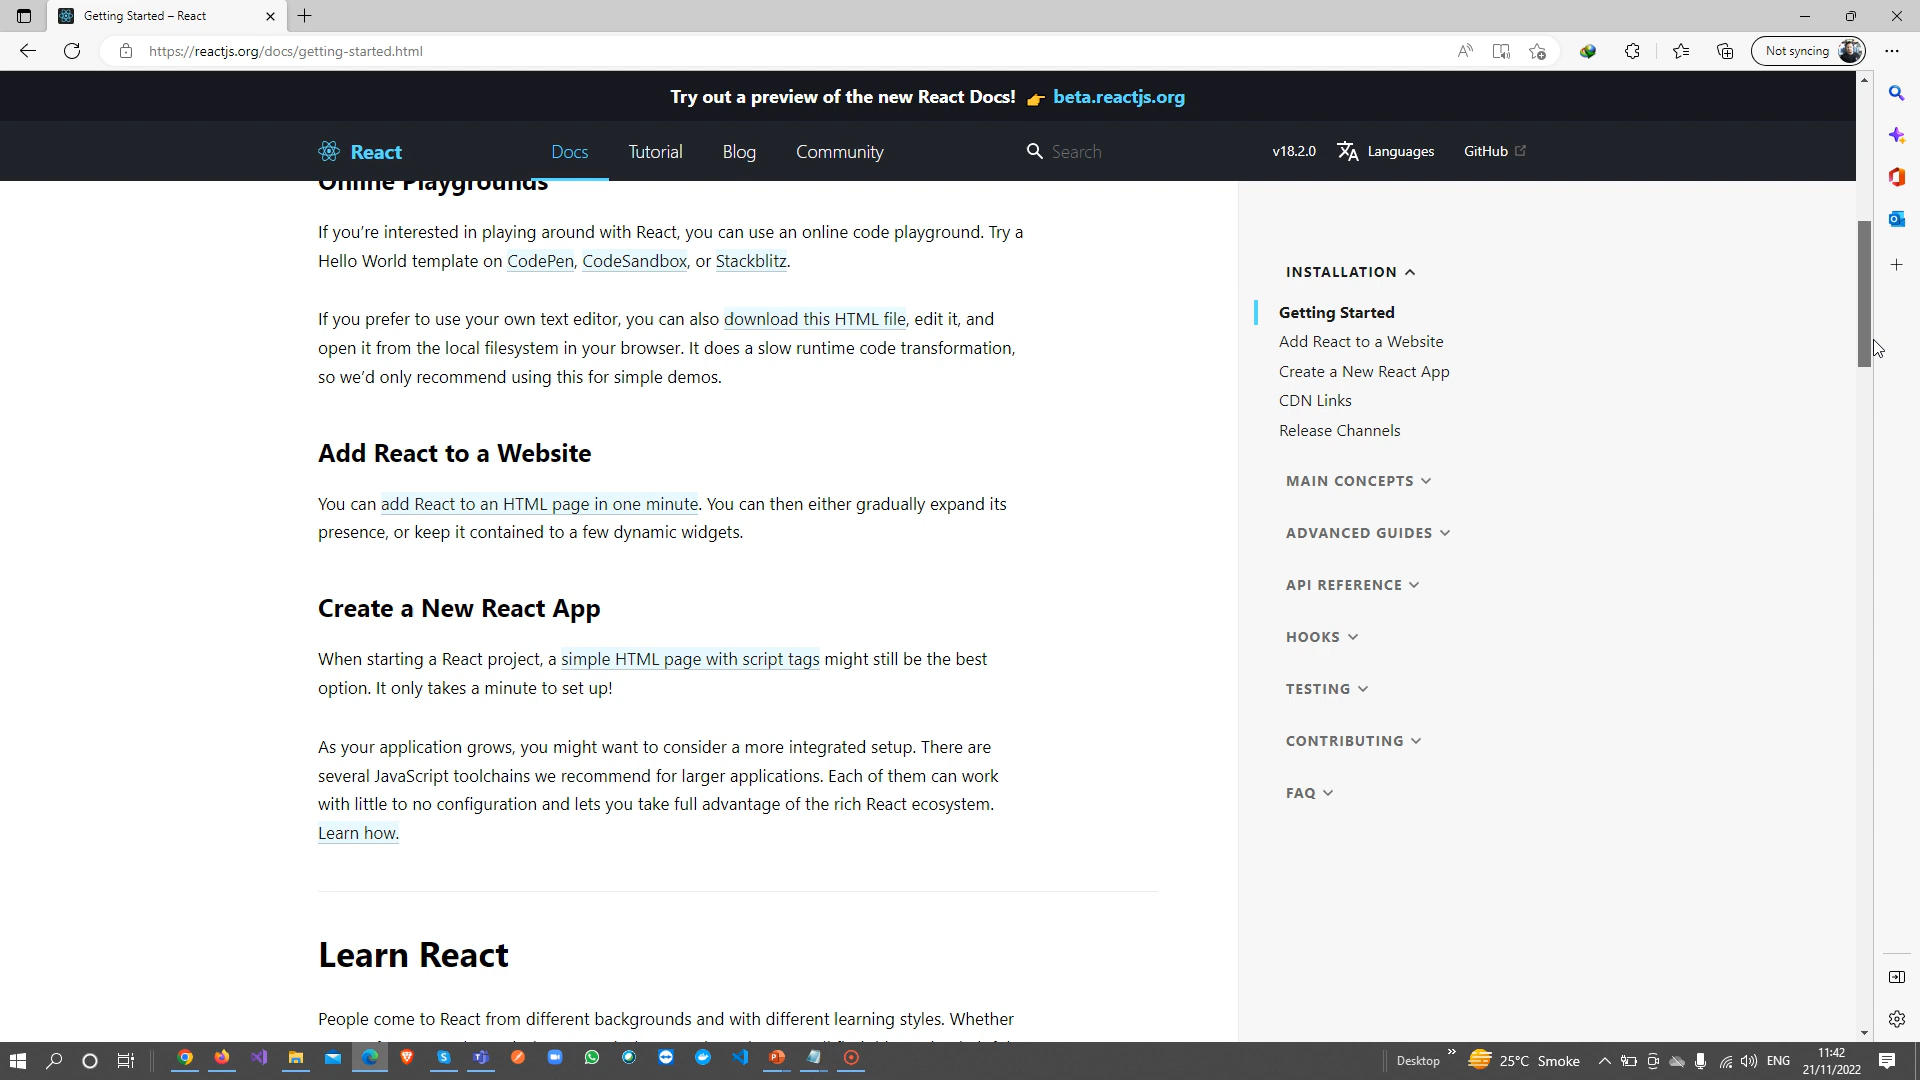 Getting Started – React
https://reactjs.org/docs/getting-started.html
Not syncing
Try out a preview of the new React Docs! 👉 beta.reactjs.org
React
Docs
Tutorial
Blog
Community
Search
v18.2.0
Languages
GitHub
Online Playgrounds
If you’re interested in playing around with React, you can use an online code playground. Try a
Hello World template on CodePen, CodeSandbox, or Stackblitz.
If you prefer to use your own text editor, you can also download this HTML file, edit it, and
open it from the local filesystem in your browser. It does a slow runtime code transformation,
so we’d only recommend using this for simple demos.
Add React to a Website
You can add React to an HTML page in one minute. You can then either gradually expand its
presence, or keep it contained to a few dynamic widgets.
Create a New React App
When starting a React project, a simple HTML page with script tags might still be the best
option. It only takes a minute to set up!
As your application grows, you might want to consider a more integrated setup. There are
several JavaScript toolchains we recommend for larger applications. Each of them can work
with little to no configuration and lets you take full advantage of the rich React ecosystem.
Learn how.
Learn React
People come to React from different backgrounds and with different learning styles. Whether
INSTALLATION
Getting Started
Add React to a Website
Create a New React App
CDN Links
Release Channels
MAIN CONCEPTS
ADVANCED GUIDES
API REFERENCE
HOOKS
TESTING
CONTRIBUTING
FAQ
Desktop
25°C Smoke
ENG
11:42
21/11/2022